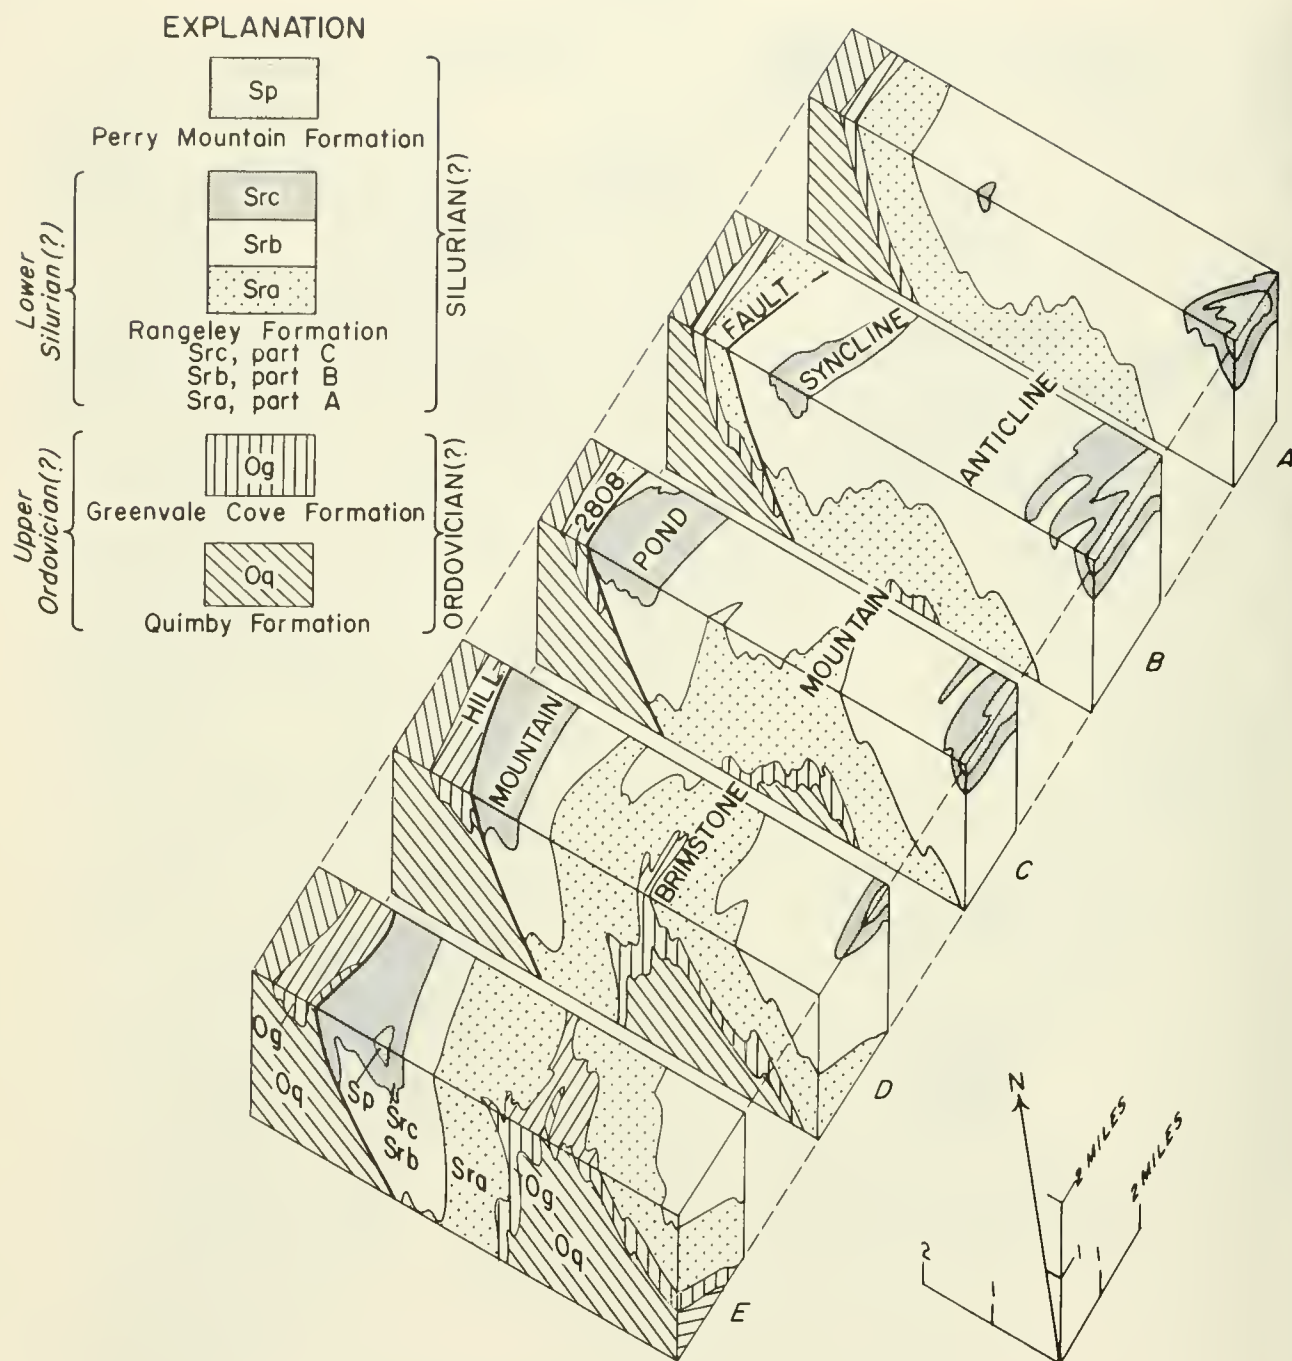 EXPLANATION
Sp
Perry Mountain Formation
Src
Srb
Sra
Rangeley Formation
Src, part C
Srb, part B
Sra, part A
Lower
Silurian(?)
SILURIAN(?)
Og
Greenvale Cove Formation
Oq
Quimby Formation
Upper
Ordovician(?)
ORDOVICIAN(?)
A
FAULT
SYNCLINE
ANTICLINE
B
2808
POND
MOUNTAIN
C
HILL
MOUNTAIN
BRIMSTONE
D
Og
Oq
Sp
Src
Srb
Sra
Og
Oq
E
N
2 MILES
2 MILES
2
1
1
1